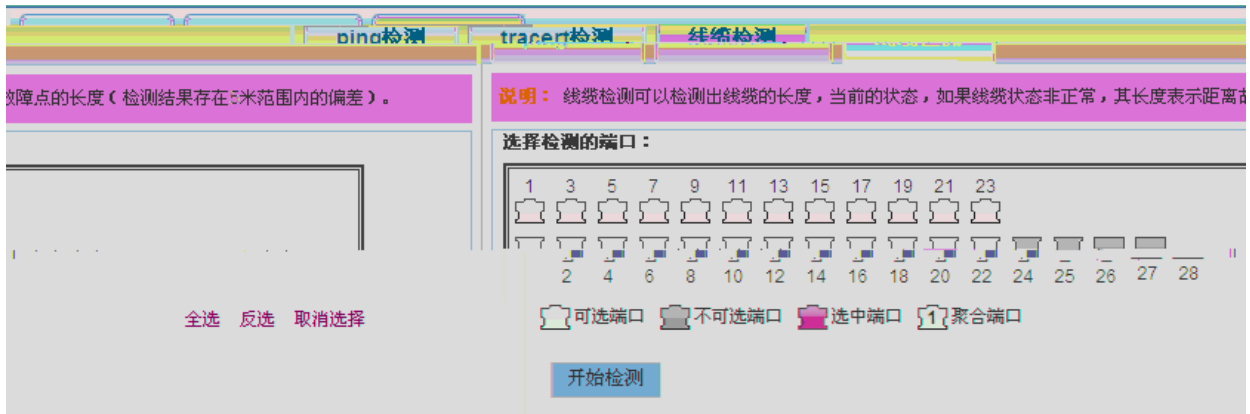 ping检测 tracert检测 线缆检测
说明： 线缆检测可以检测出线缆的长度，当前的状态，如果线缆状态非正常，其长度表示距离故
障点的长度（检测结果存在5米范围内的偏差）。
选择检测的端口：
1 3 5 7 9 11 13 15 17 19 21 23
2 4 6 8 10 12 14 16 18 20 22 24 25 26 27 28
可选端口 不可选端口 选中端口 1 聚合端口
全选 反选 取消选择
开始检测